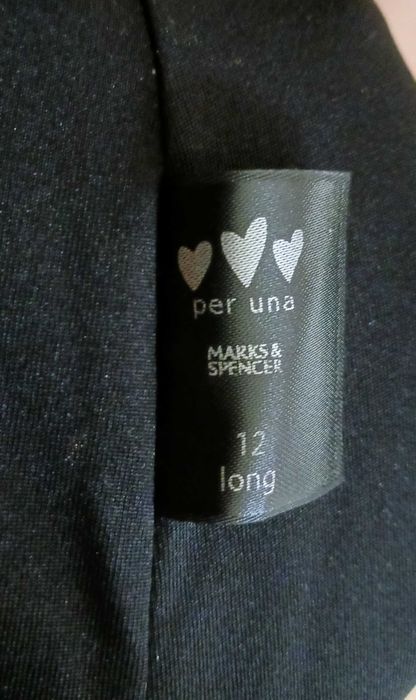 per una
MARKS &
SPENCER
12
long